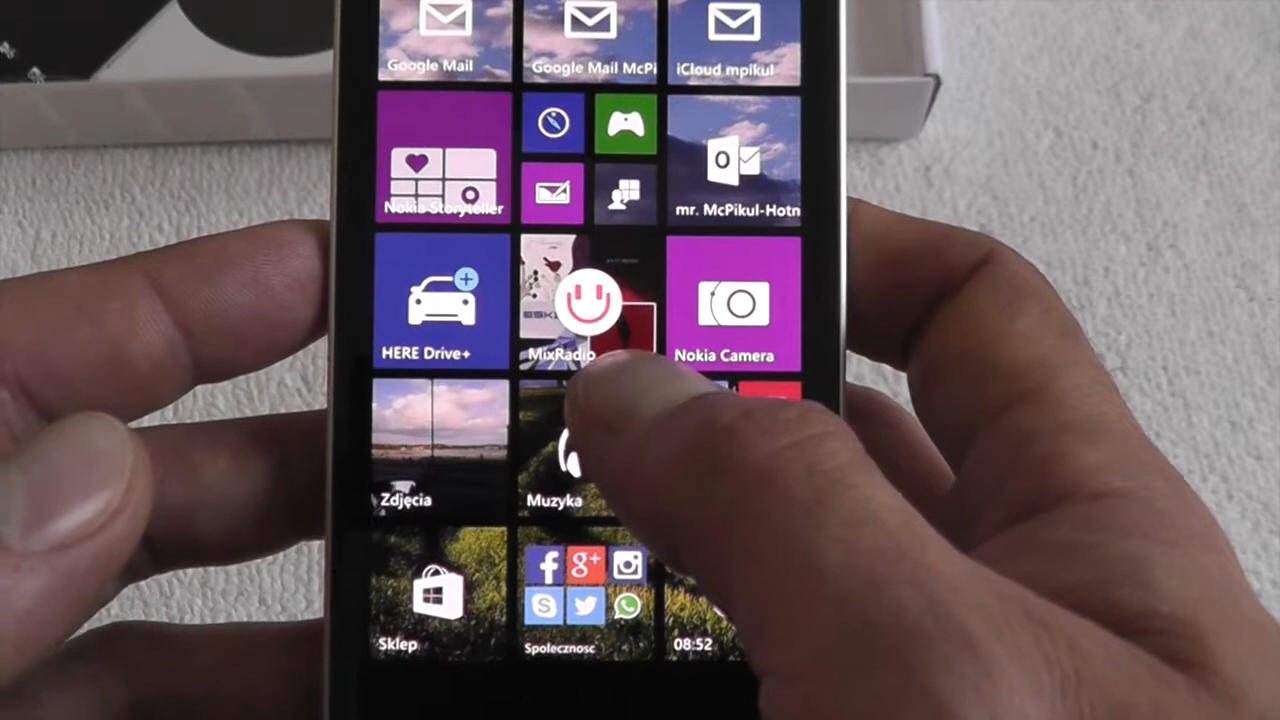 Google Mail
Google Mail McPi
iCloud mpikul
Nokia Storyteller
mr. McPikul-Hotn
HERE Drive+
MixRadio
Nokia Camera
Zdjęcia
Muzyka
Sklep
Spolecznosc
08:52